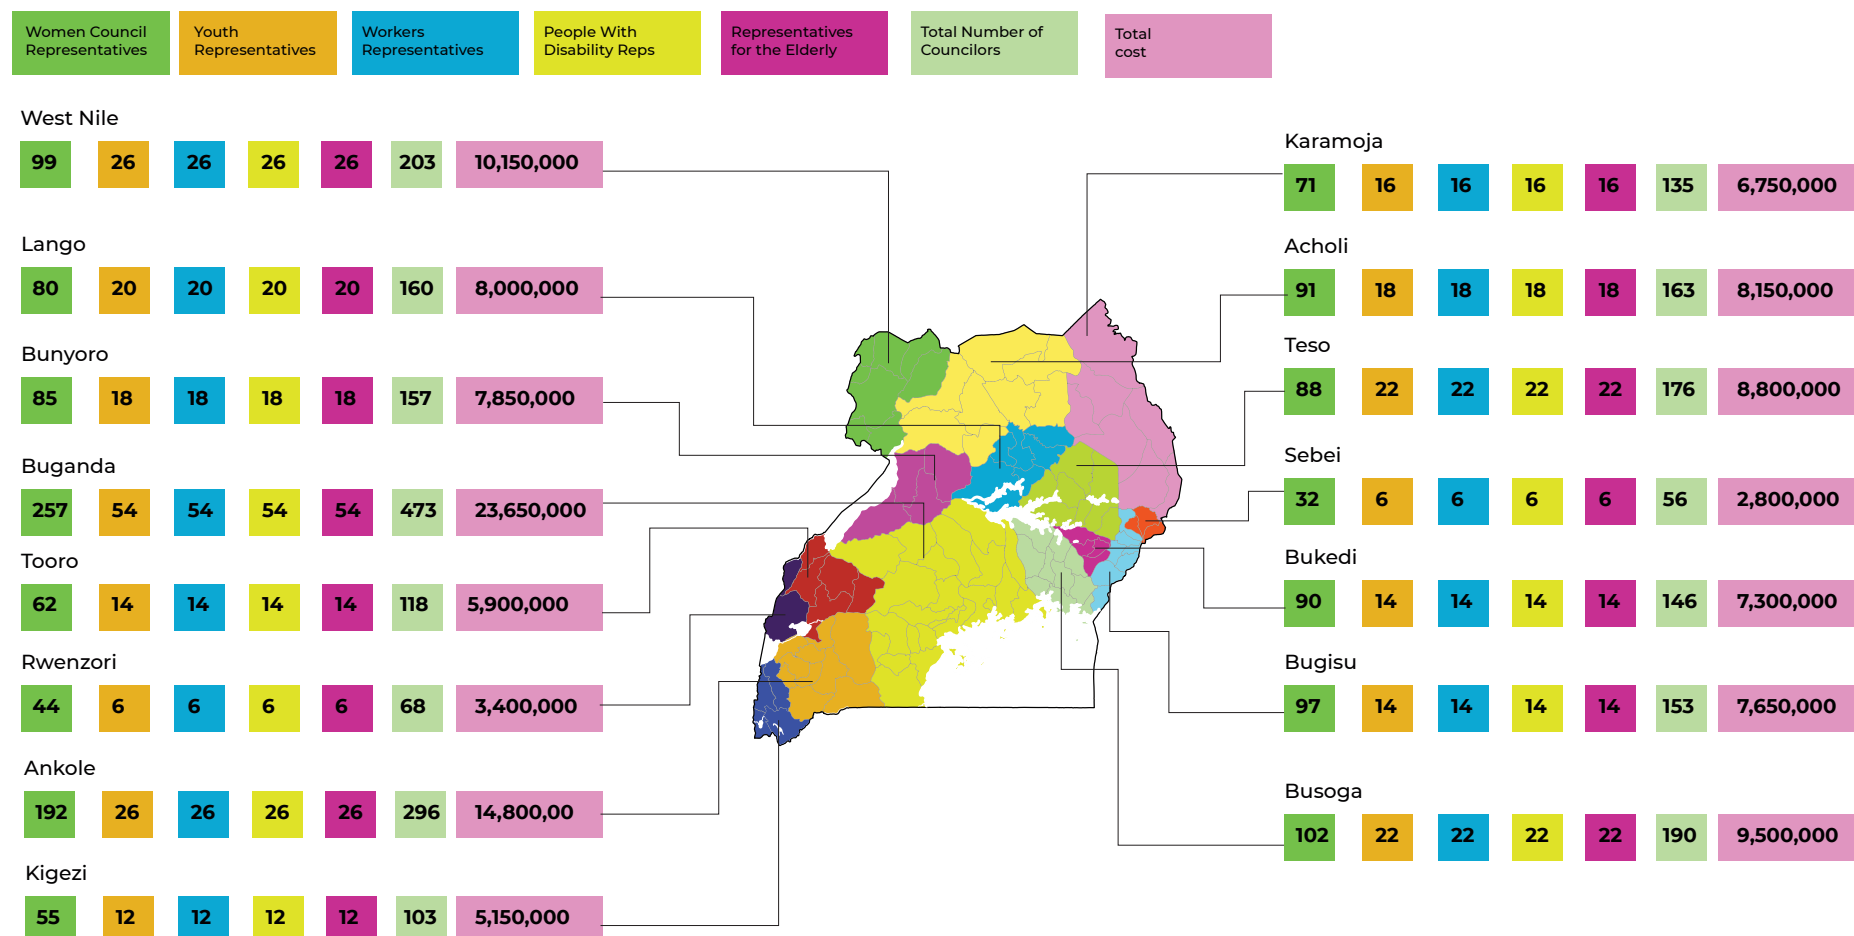 Women Council
Representatives
Youth
Representatives
Workers
Representatives
People With
Disability Reps
Representatives
for the Elderly
Total Number of
Councilors
Total
cost
West Nile
99 26 26 26 26 203 10,150,000
Lango
80 20 20 20 20 160 8,000,000
Bunyoro
85 18 18 18 18 157 7,850,000
Buganda
257 54 54 54 54 473 23,650,000
Tooro
62 14 14 14 14 118 5,900,000
Rwenzori
44 6 6 6 6 68 3,400,000
Ankole
192 26 26 26 26 296 14,800,00
Kigezi
55 12 12 12 12 103 5,150,000
Karamoja
71 16 16 16 16 135 6,750,000
Acholi
91 18 18 18 18 163 8,150,000
Teso
88 22 22 22 22 176 8,800,000
Sebei
32 6 6 6 6 56 2,800,000
Bukedi
90 14 14 14 14 146 7,300,000
Bugisu
97 14 14 14 14 153 7,650,000
Busoga
102 22 22 22 22 190 9,500,000